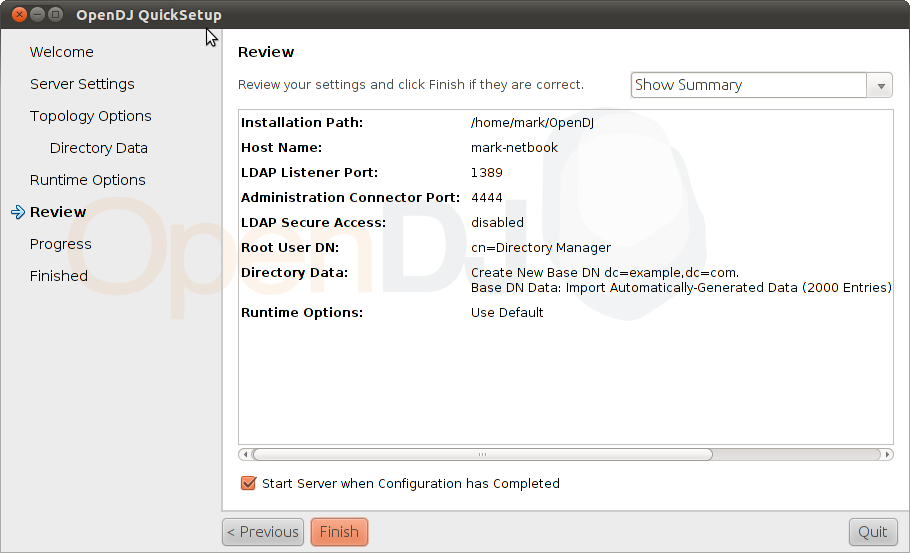 OpenDJ QuickSetup
Welcome
Server Settings
Topology Options
Directory Data
Runtime Options
Review
Progress
Finished
Review
Review your settings and click Finish if they are correct.
Show Summary
OpenDJ
Installation Path: /home/mark/OpenDJ
Host Name: mark-netbook
LDAP Listener Port: 1389
Administration Connector Port: 4444
LDAP Secure Access: disabled
Root User DN: cn=Directory Manager
Directory Data: Create New Base DN dc=example,dc=com.
Base DN Data: Import Automatically-Generated Data (2000 Entries)
Runtime Options: Use Default
Start Server when Configuration has Completed
< Previous Finish Quit